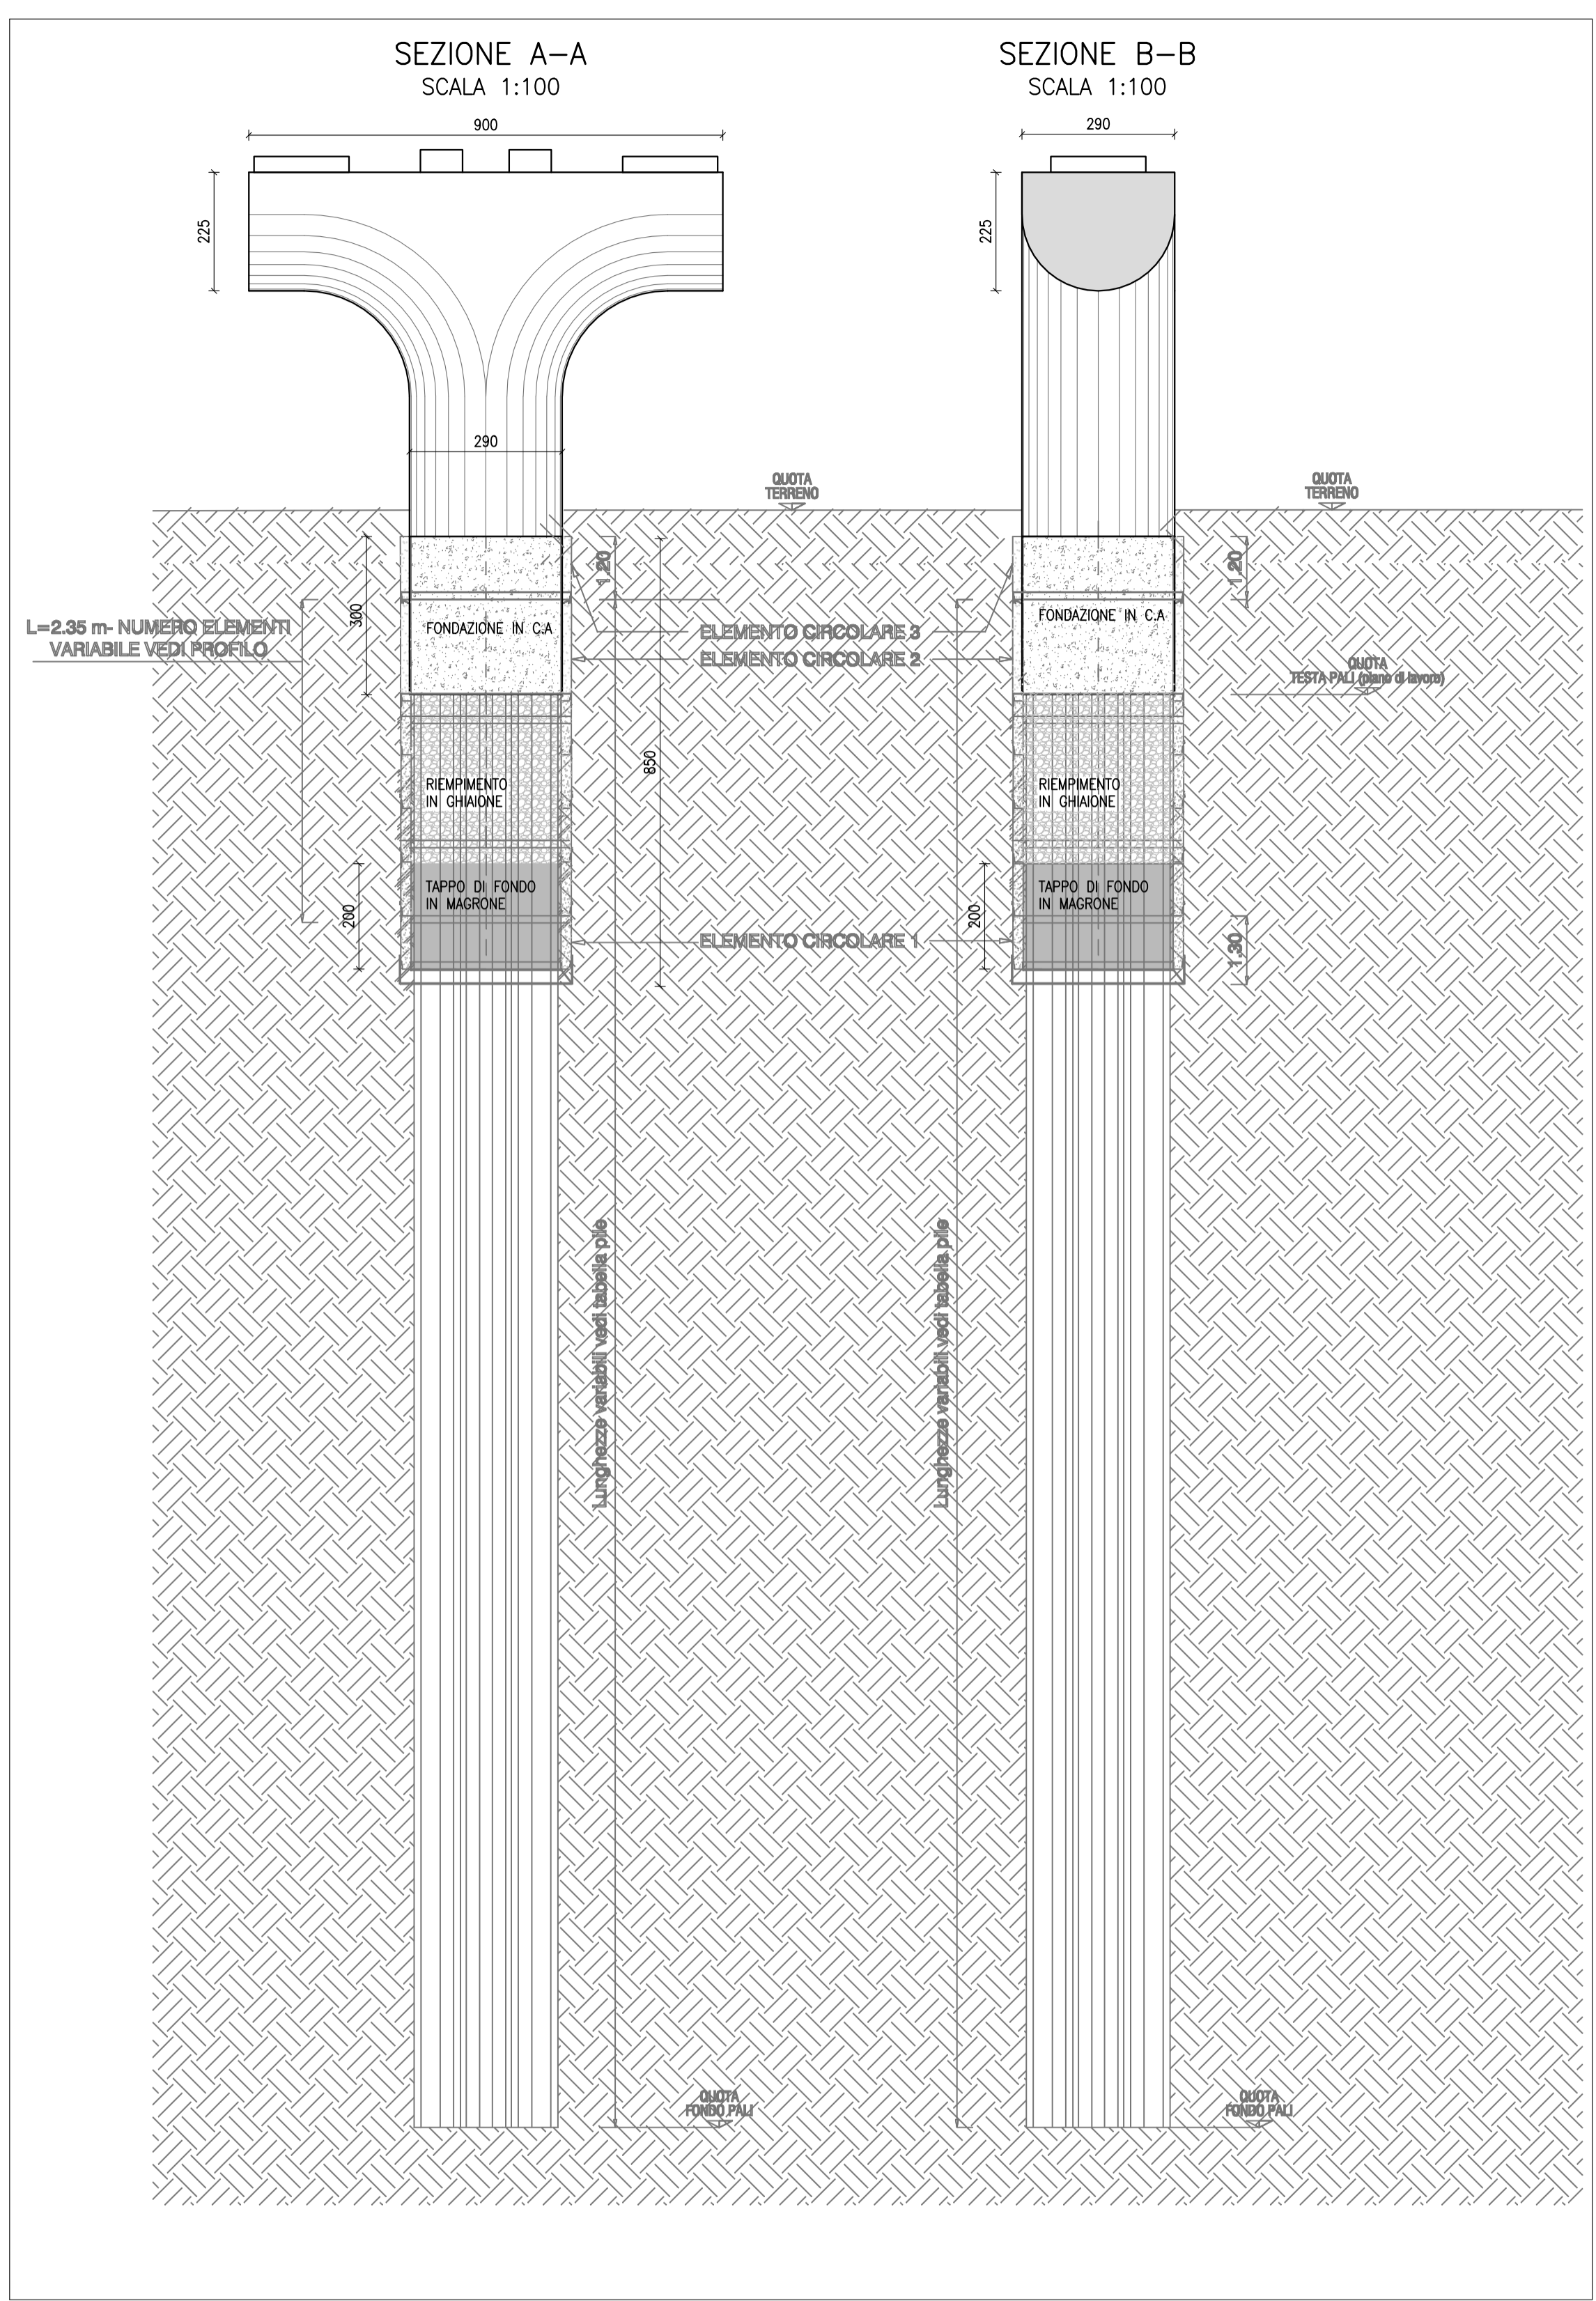 SEZIONE A-A
SCALA 1:100
900
225
290
QUOTA
TERRENO
1.20
300
L=2.35 m- NUMERO ELEMENTI
VARIABILE VEDI PROFILO
FONDAZIONE IN C.A
ELEMENTO CIRCOLARE 3
ELEMENTO CIRCOLARE 2
850
RIEMPIMENTO
IN GHIAIONE
TAPPO DI FONDO
IN MAGRONE
200
ELEMENTO CIRCOLARE 1
Lunghezze variabili vedi tabella pile
QUOTA
FONDO PALI
SEZIONE B-B
SCALA 1:100
290
225
QUOTA
TERRENO
1.20
FONDAZIONE IN C.A
QUOTA
TESTA PALI (piano di lavoro)
RIEMPIMENTO
IN GHIAIONE
TAPPO DI FONDO
IN MAGRONE
200
1.30
Lunghezze variabili vedi tabella pile
QUOTA
FONDO PALI